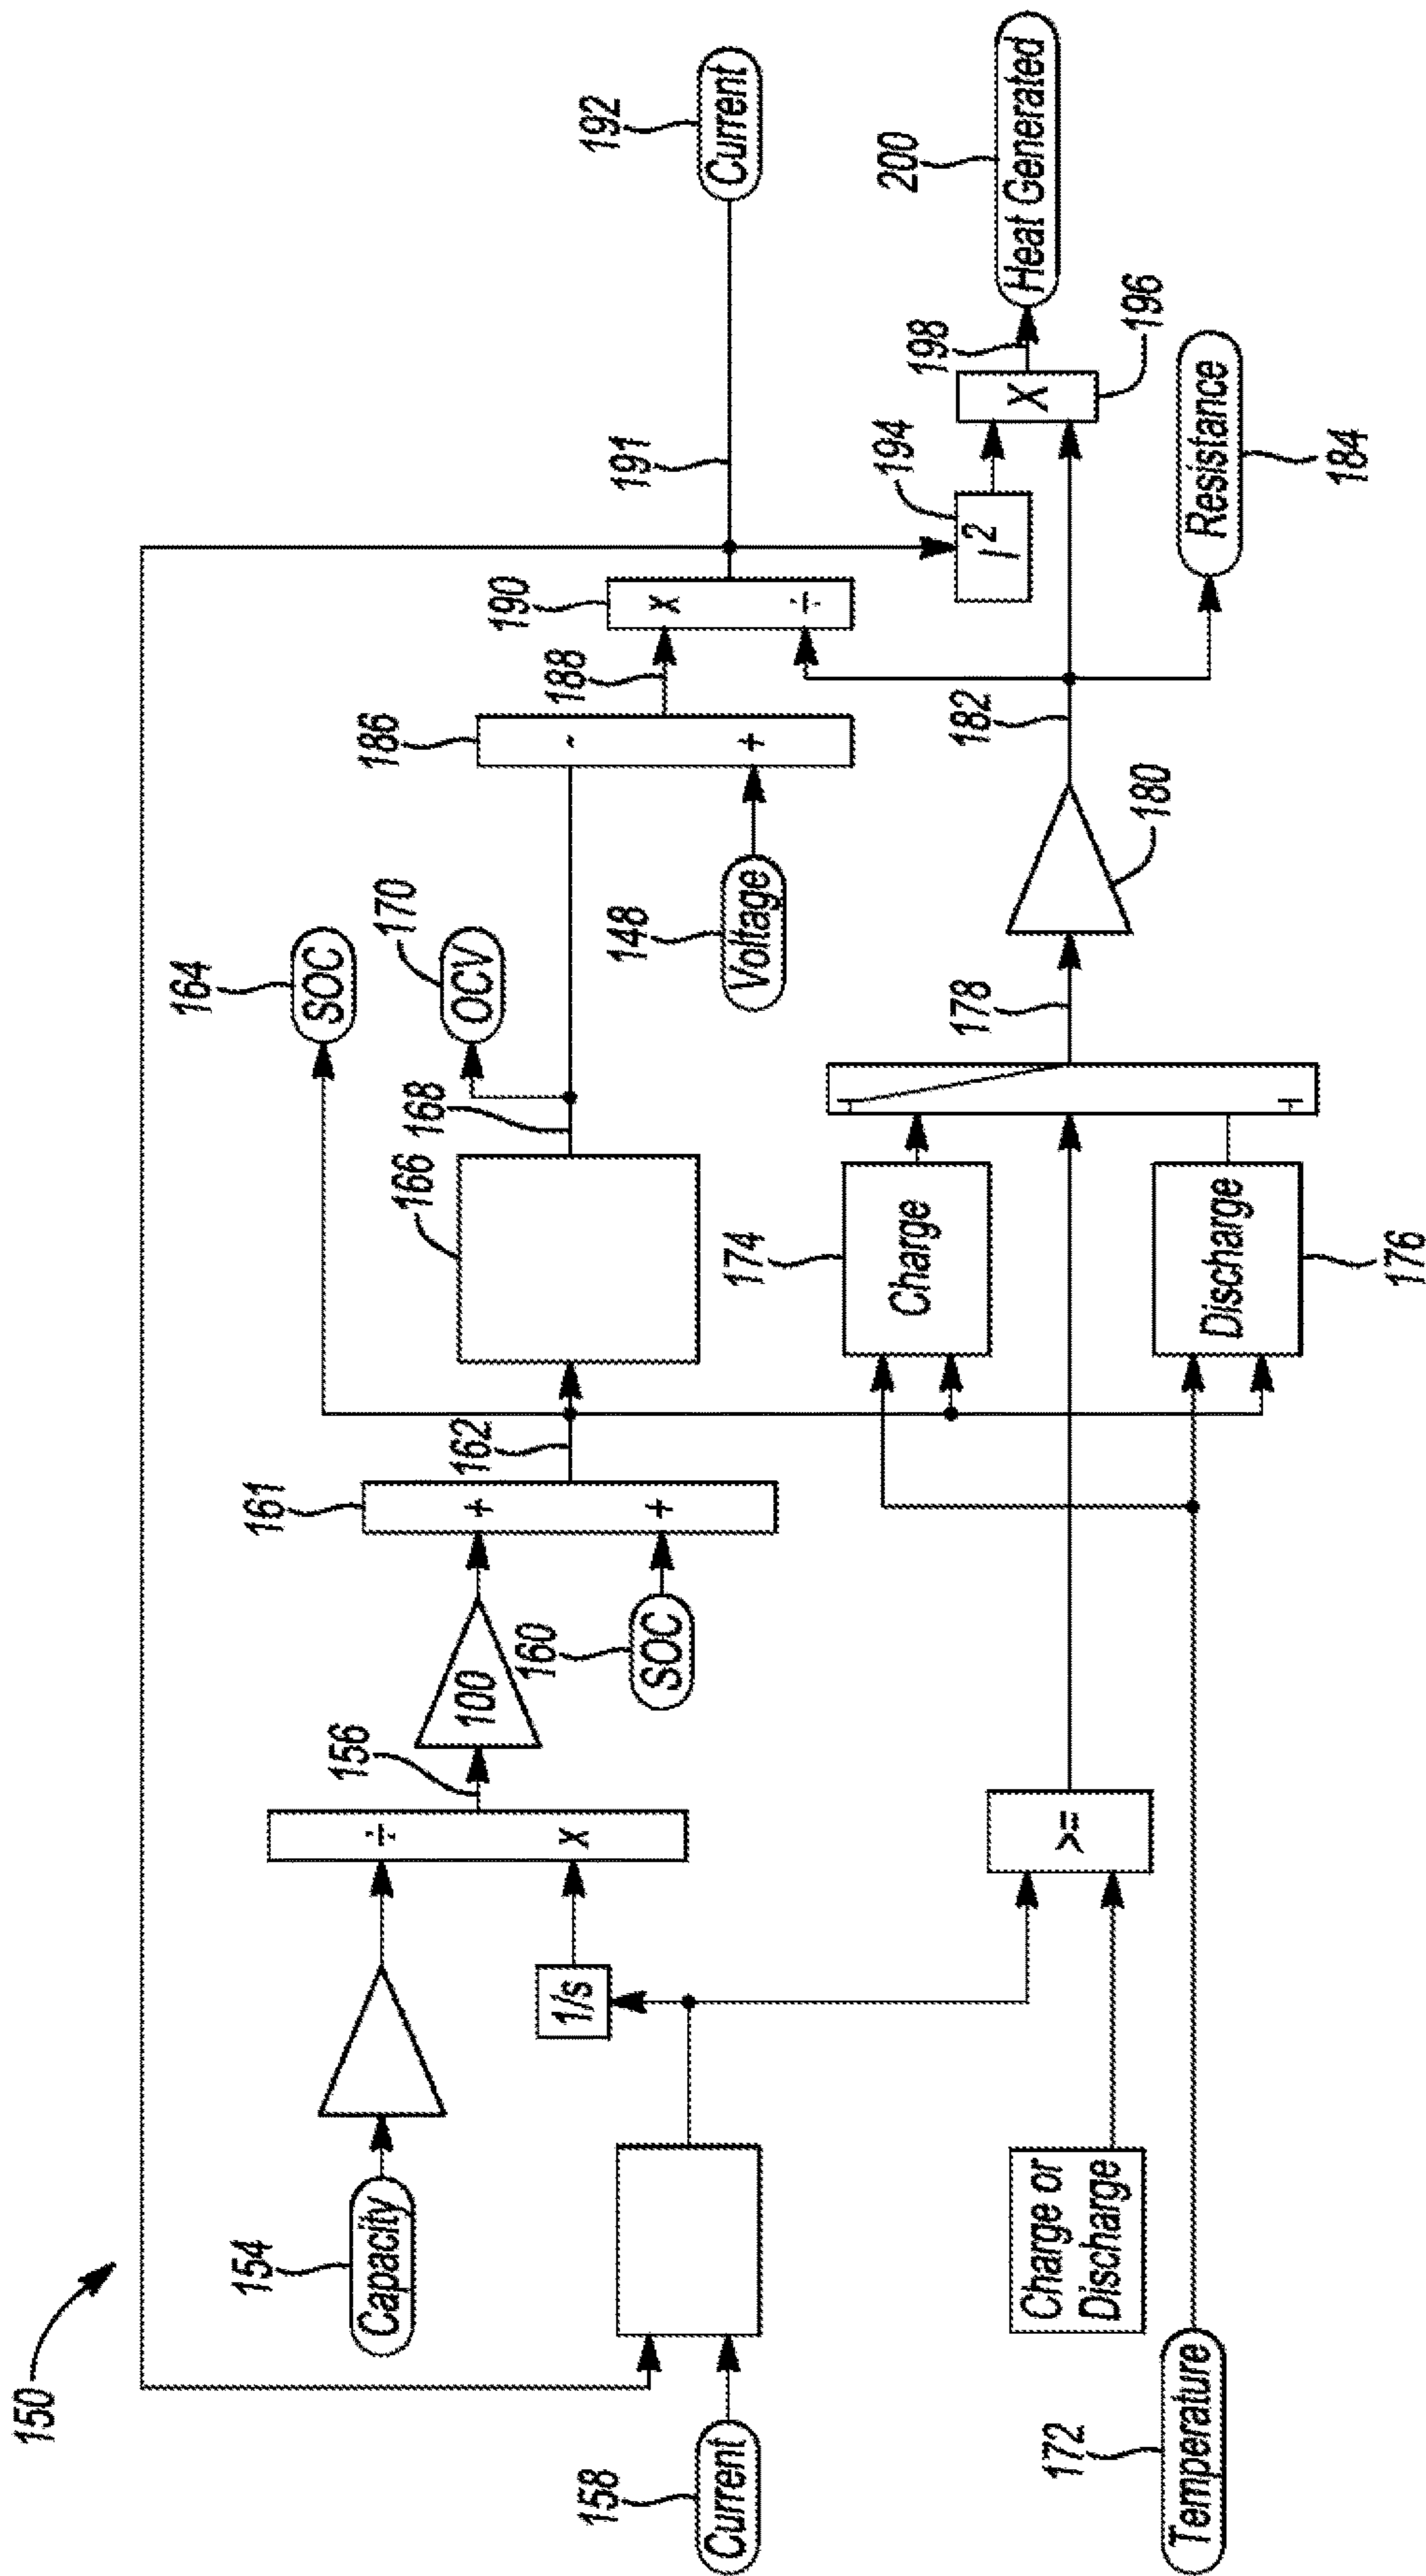 150
154
Capacity
÷
x
156
100
161
+
+
160
SOC
162
164
SOC
166
168
170
OCV
186
-
+
148
Voltage
188
190
x
÷
191
192
Current
158
Current
1/s
Charge or
Discharge
>=
172
Temperature
174
Charge
176
Discharge
178
180
182
184
Resistance
194
I²
X
196
198
200
Heat Generated